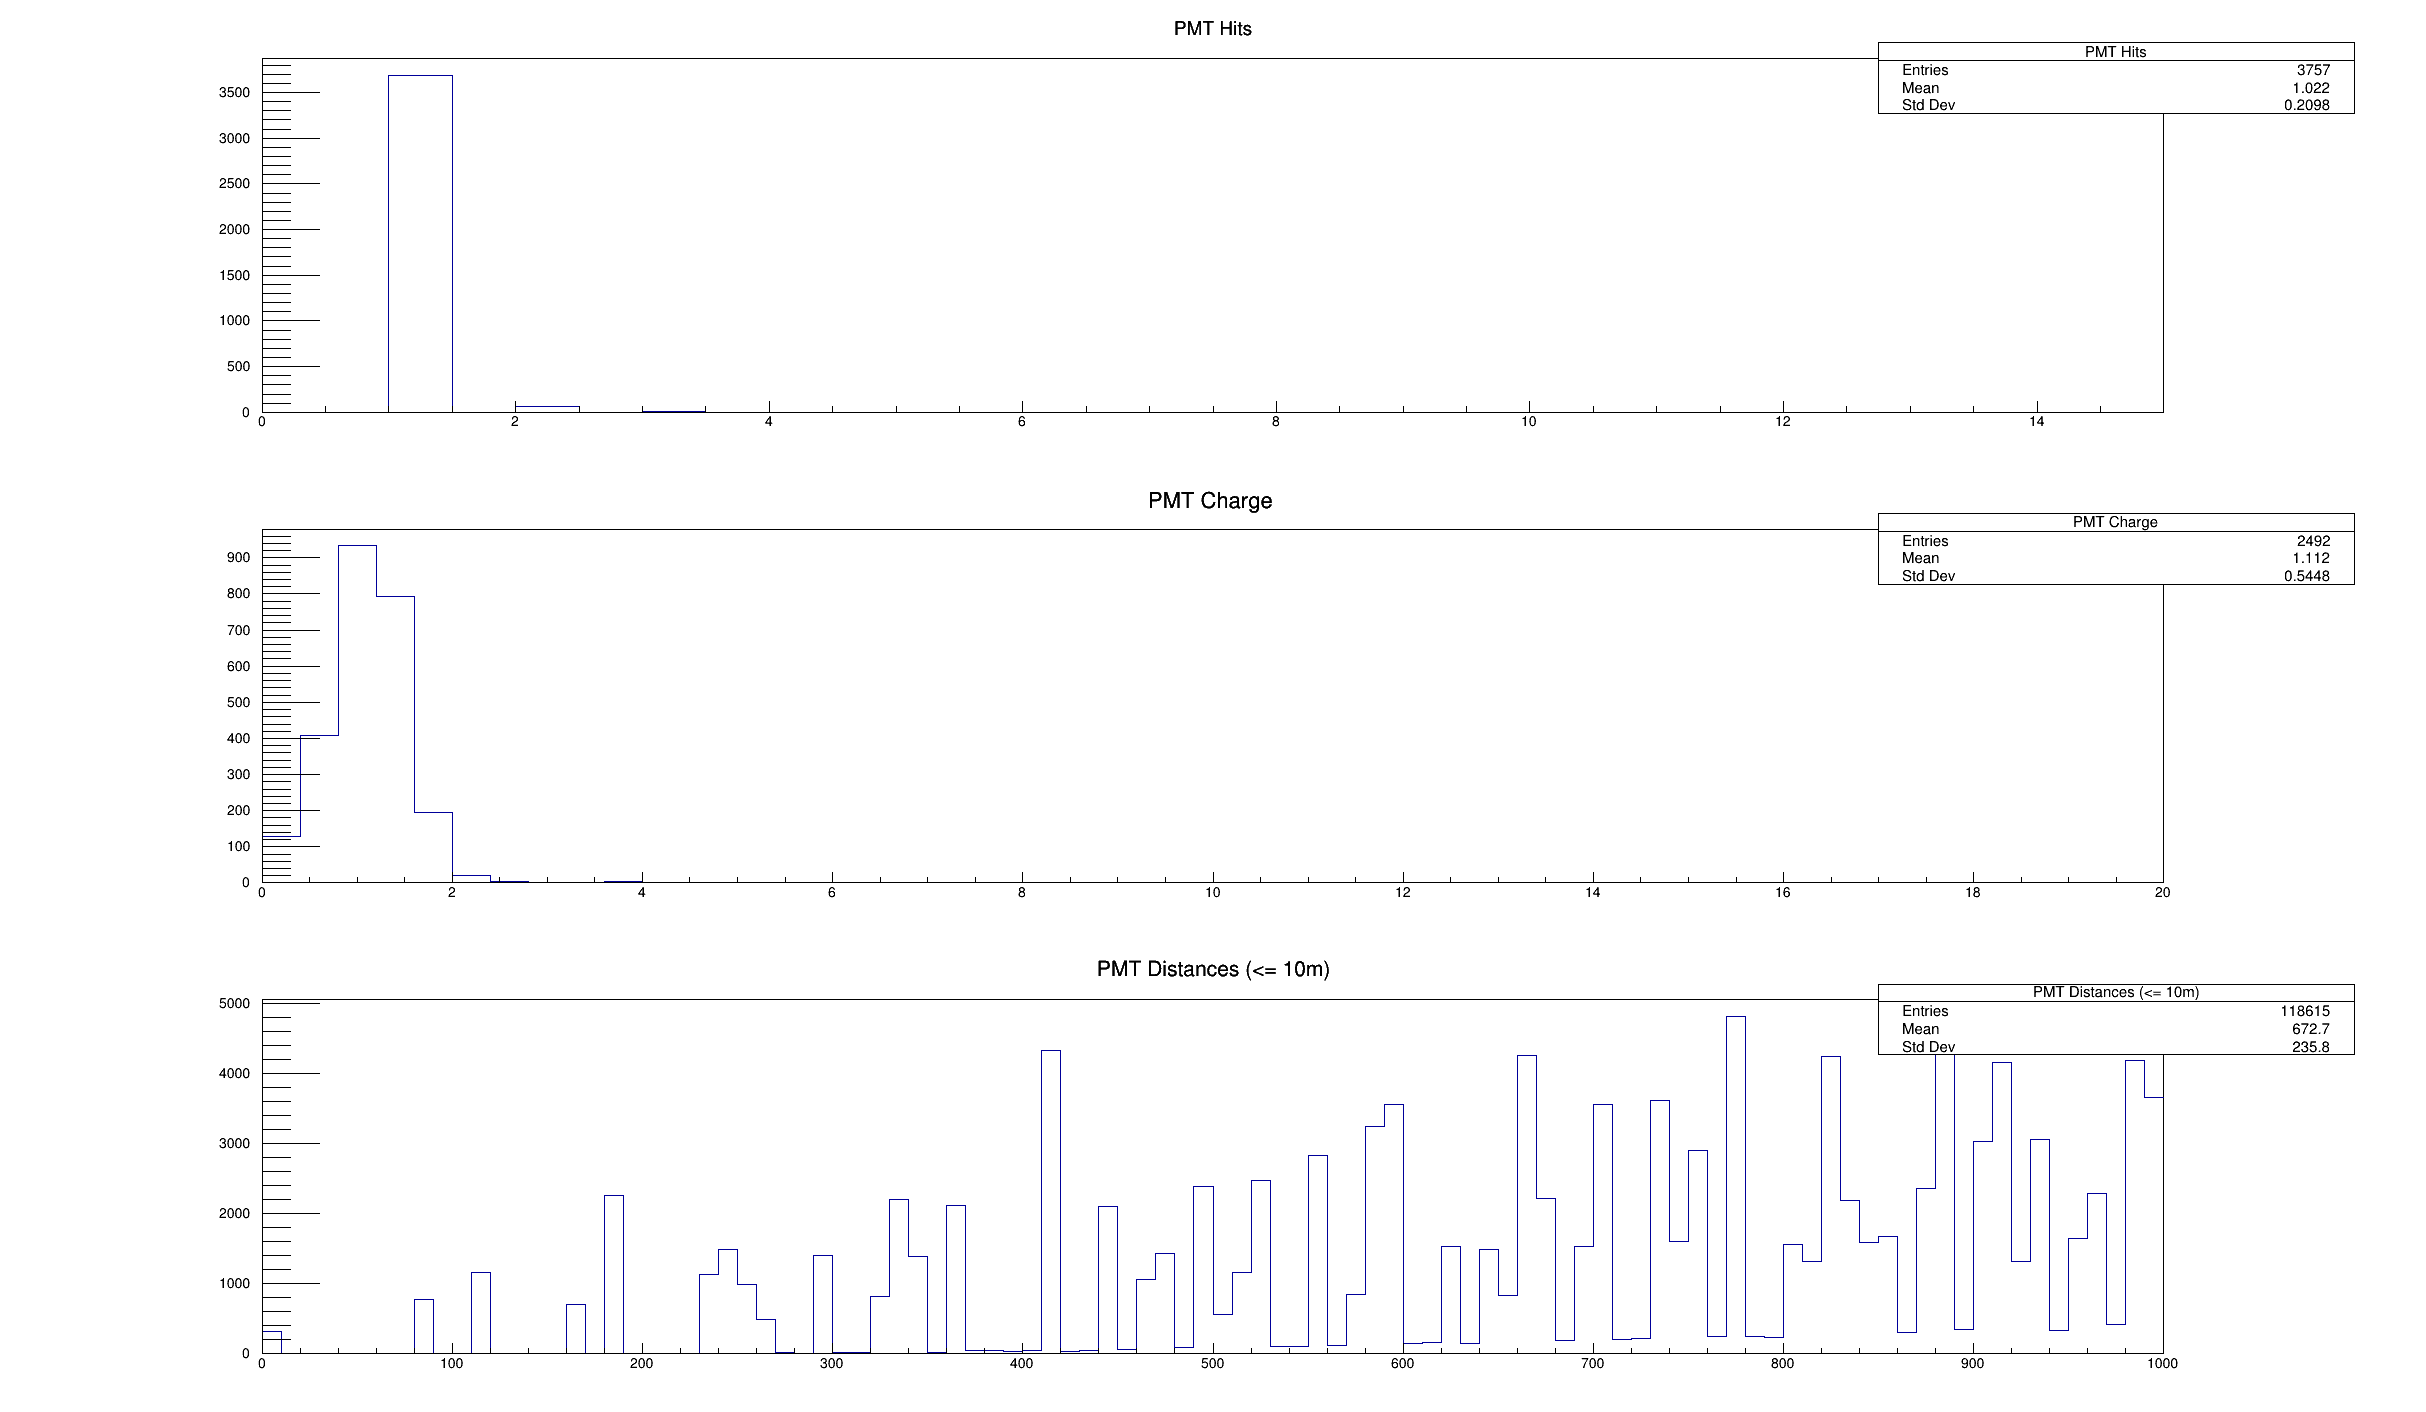 PMT Hits
PMT Hits
Entries 3757
Mean 1.022
Std Dev 0.2098
3500
3000
2500
2000
1500
1000
500
0
0 2 4 6 8 10 12 14
PMT Charge
PMT Charge
Entries 2492
Mean 1.112
Std Dev 0.5448
900
800
700
600
500
400
300
200
100
0
0 2 4 6 8 10 12 14 16 18 20
PMT Distances (<= 10m)
PMT Distances (<= 10m)
Entries 118615
Mean 672.7
Std Dev 235.8
5000
4000
3000
2000
1000
0
0 100 200 300 400 500 600 700 800 900 1000